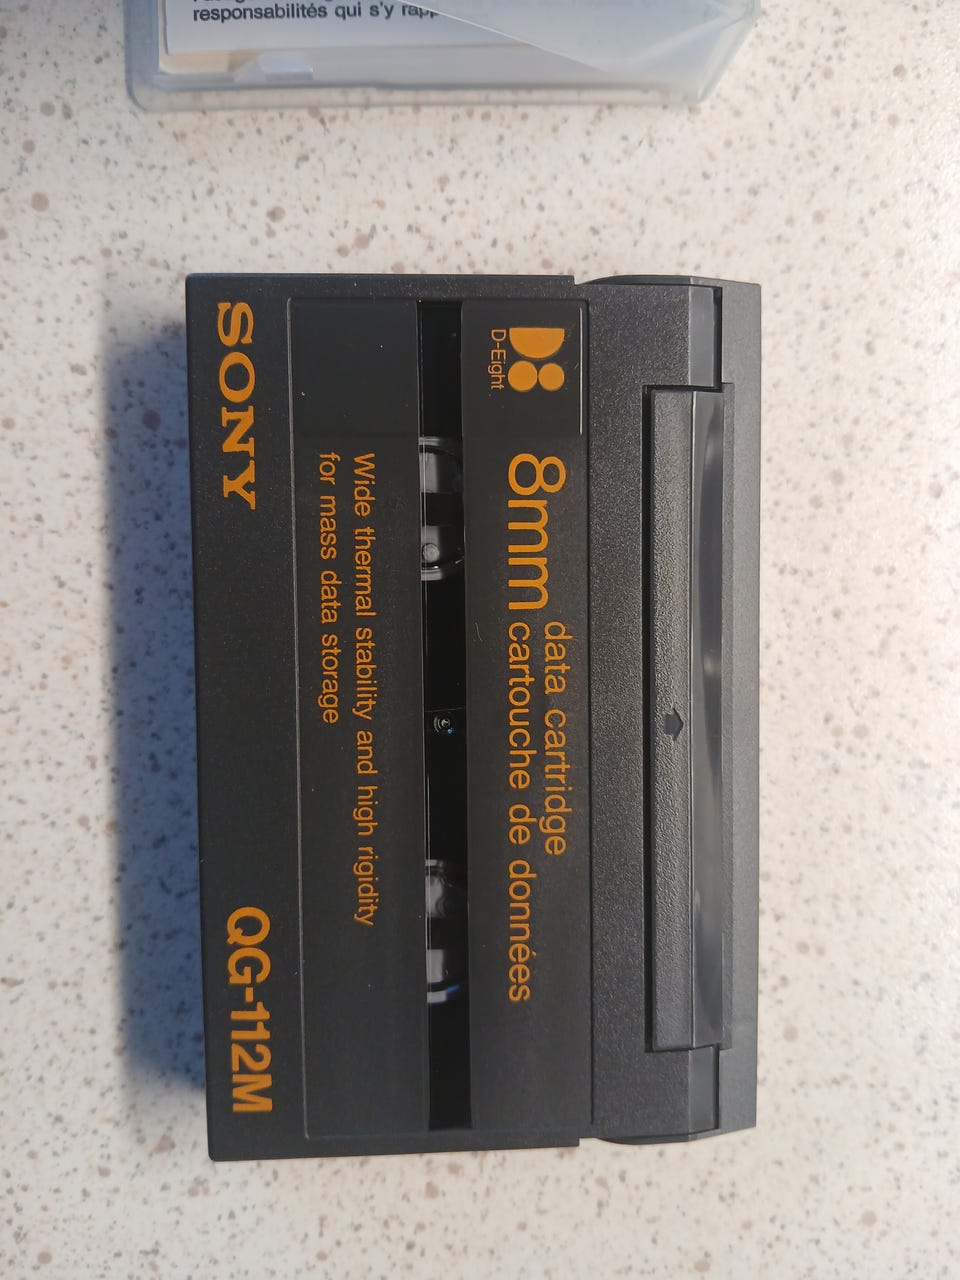 responsabilités qui s'y
D-Eight
8mm data cartridge
cartouche de données
Wide thermal stability and high rigidity
for mass data storage
SONY QG-112M